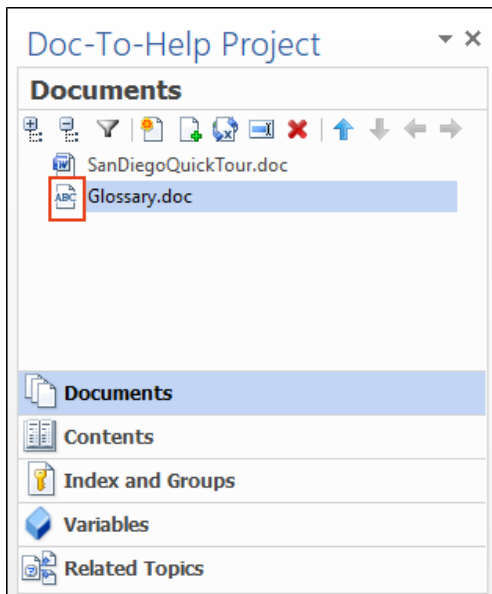 Doc-To-Help Project
Documents
SanDiegoQuickTour.doc
ABC Glossary.doc
Documents
Contents
Index and Groups
Variables
Related Topics